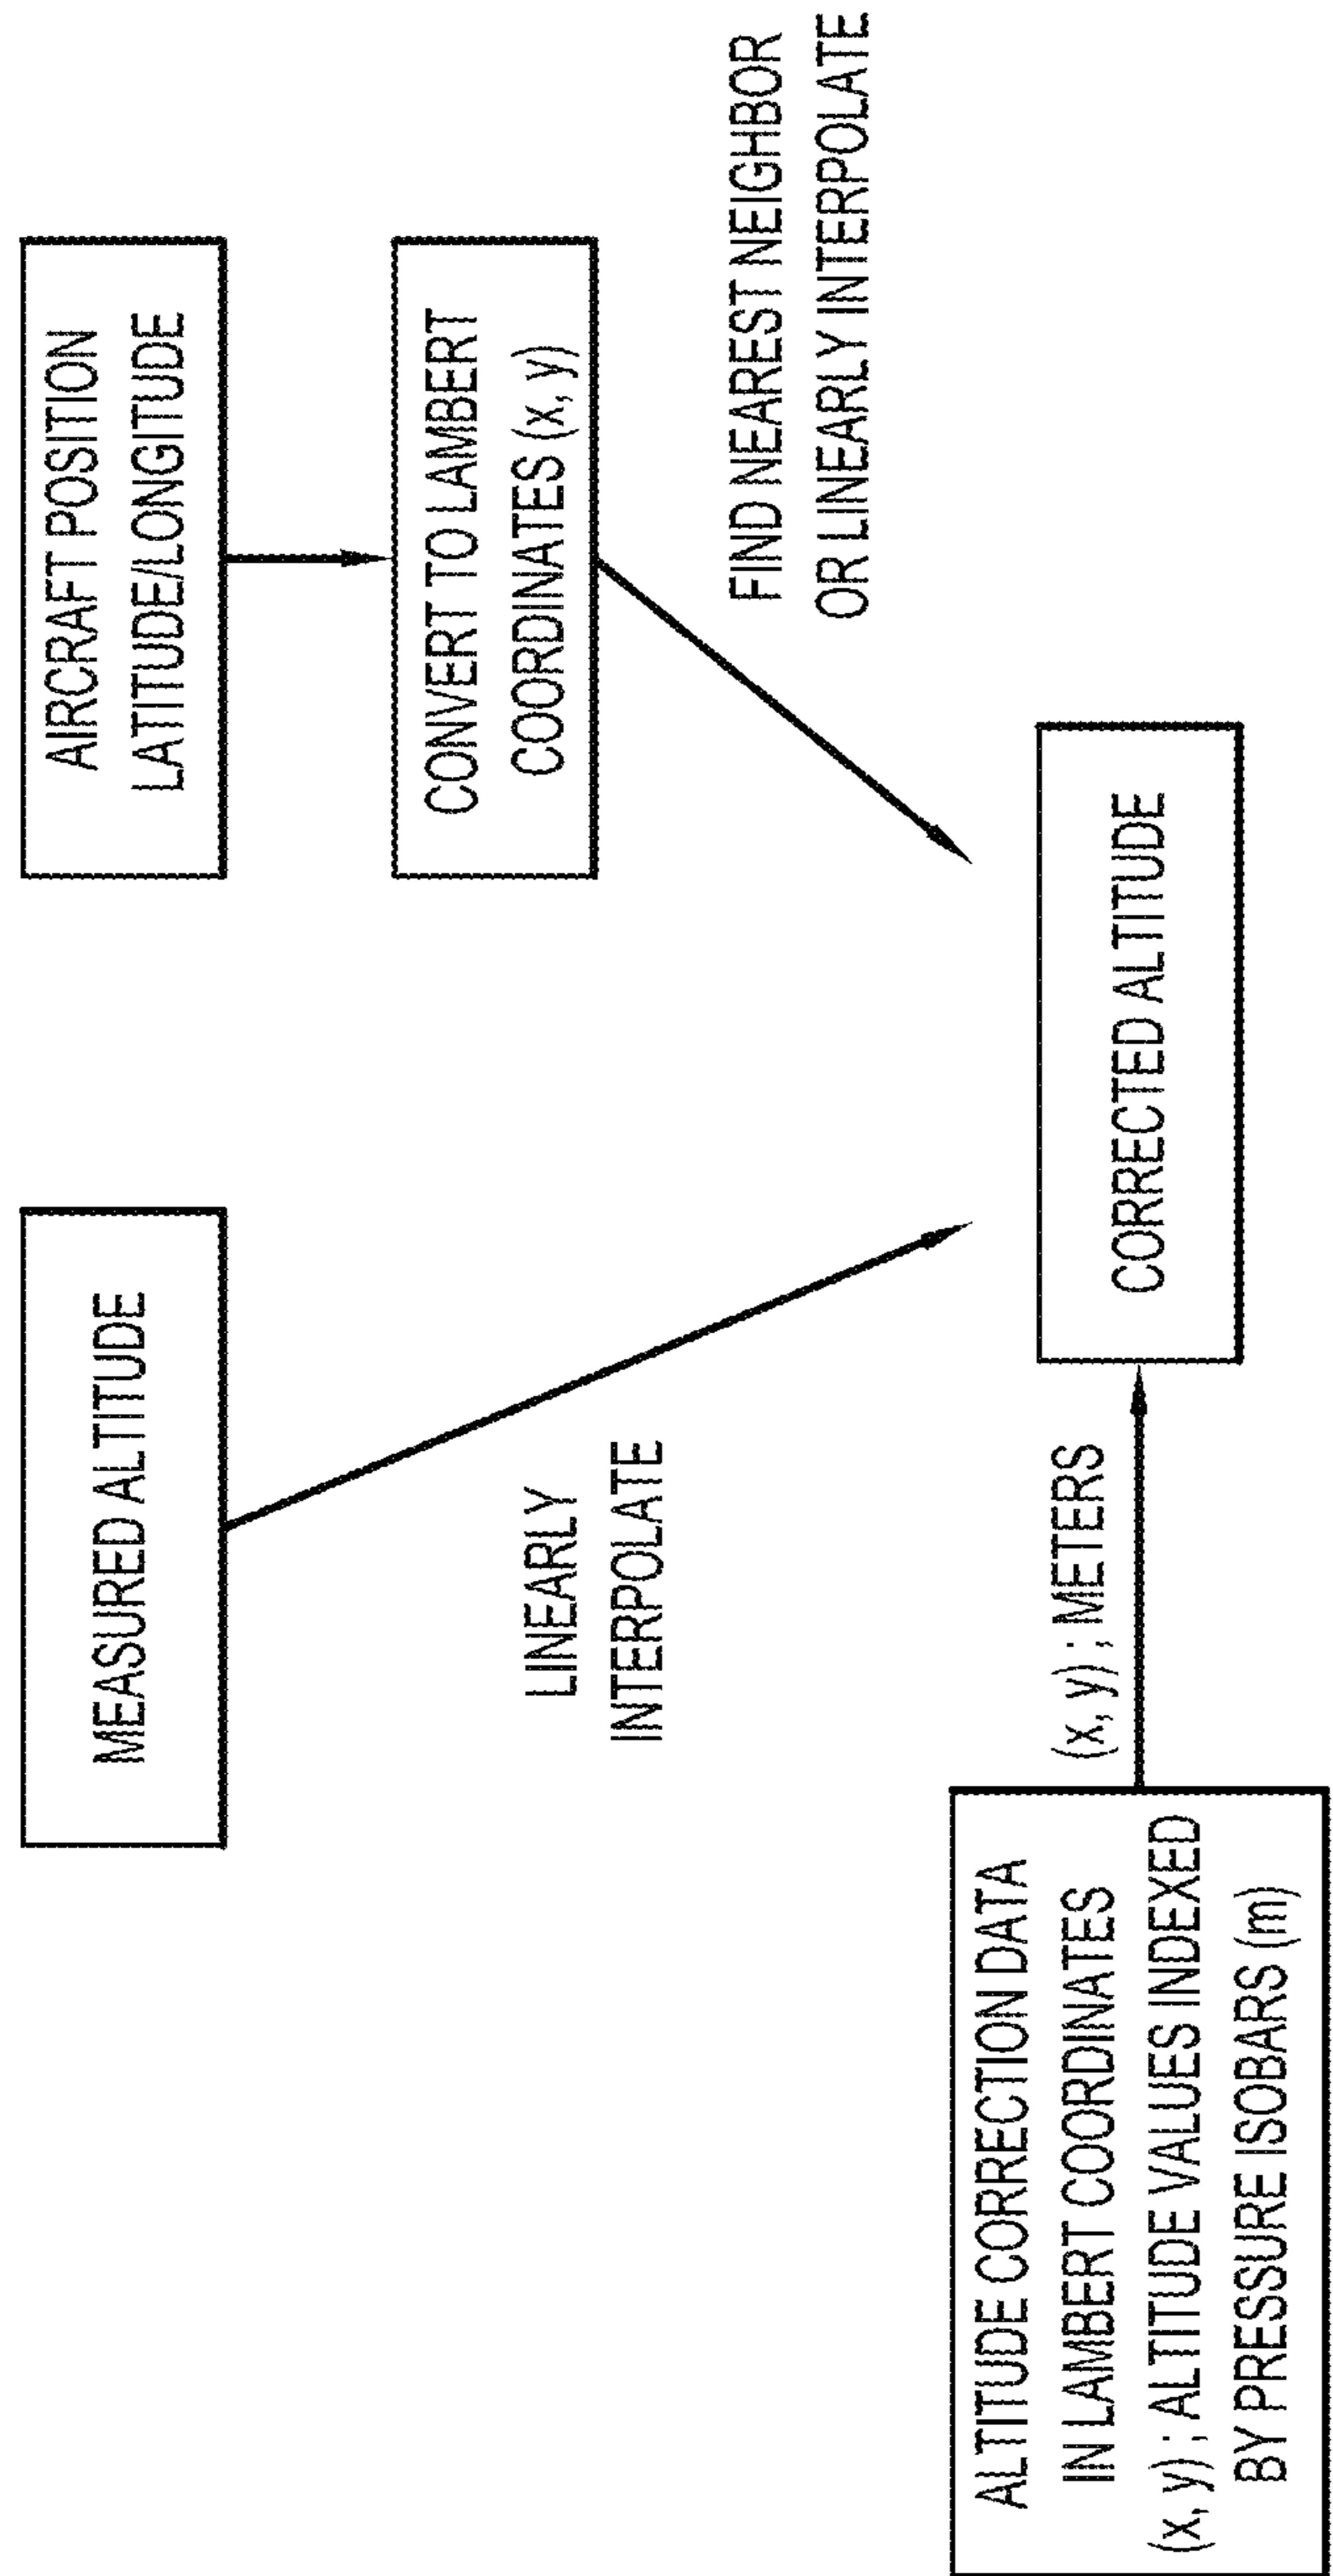 MEASURED ALTITUDE
AIRCRAFT POSITION
LATITUDE/LONGITUDE
CONVERT TO LAMBERT
COORDINATES (x, y)
LINEARLY
INTERPOLATE
FIND NEAREST NEIGHBOR
OR LINEARLY INTERPOLATE
ALTITUDE CORRECTION DATA
IN LAMBERT COORDINATES
(x, y) ; ALTITUDE VALUES INDEXED
BY PRESSURE ISOBARS (m)
(x, y) ; METERS
CORRECTED ALTITUDE